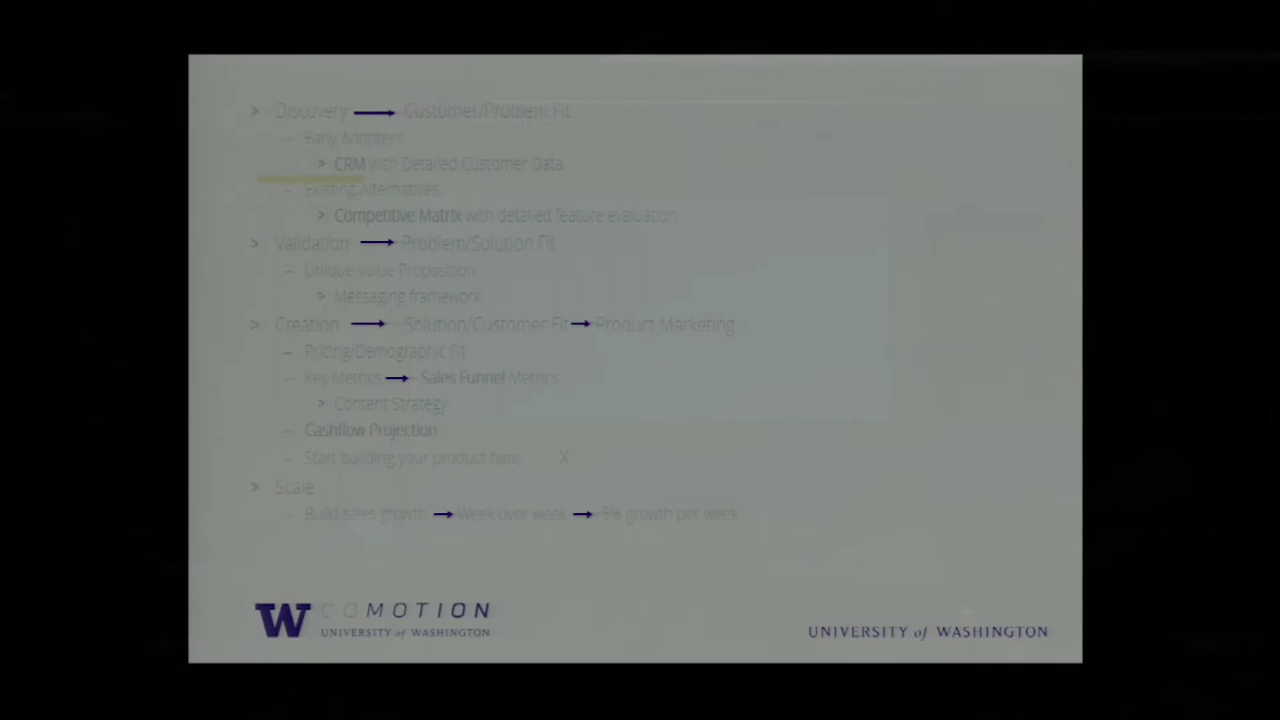 > Discovery → Customer/Problem Fit
– Early Adopters
> CRM with Detailed Customer Data
– Existing Alternatives
> Competitive Matrix with detailed feature evaluation
> Validation → Problem/Solution Fit
– Unique Value Proposition
> Messaging framework
> Creation → Solution/Customer Fit → Product Marketing
– Pricing/Demographic Fit
– Key Metrics → Sales Funnel Metrics
> Content Strategy
– Cashflow Projection
– Start building your product here X
> Scale
– Build sales growth → Week over week → 5% growth per week
W COMOTION
UNIVERSITY of WASHINGTON
UNIVERSITY of WASHINGTON